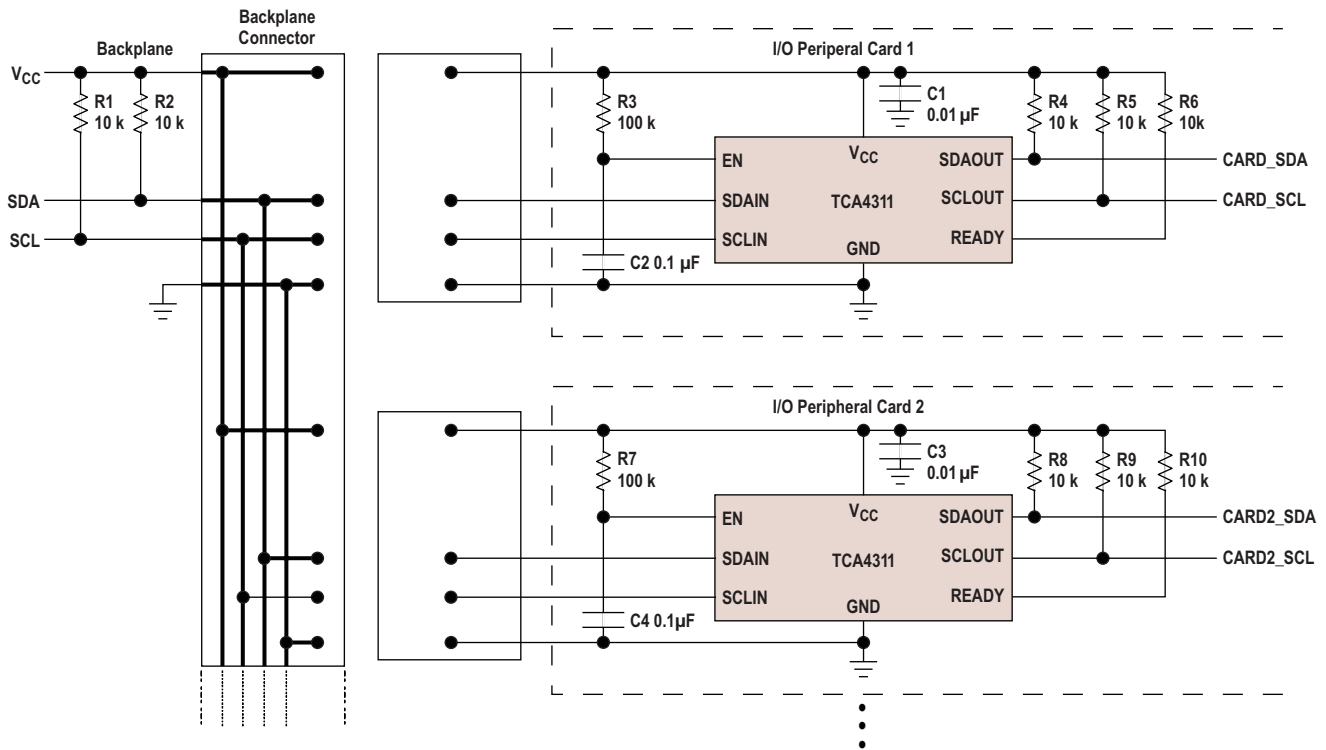 Backplane
Connector
Backplane
I/O Periperal Card 1
VCC
R1
10 k
R2
10 k
R3
100 k
C1
0.01 µF
R4
10 k
R5
10 k
R6
10k
EN
VCC
SDAOUT
CARD_SDA
SDA
SDAIN
TCA4311
SCLOUT
CARD_SCL
SCL
SCLIN
GND
READY
C2 0.1 µF
I/O Peripheral Card 2
R7
100 k
C3
0.01 µF
R8
10 k
R9
10 k
R10
10 k
EN
VCC
SDAOUT
CARD2_SDA
SDAIN
TCA4311
SCLOUT
CARD2_SCL
SCLIN
GND
READY
C4 0.1µF